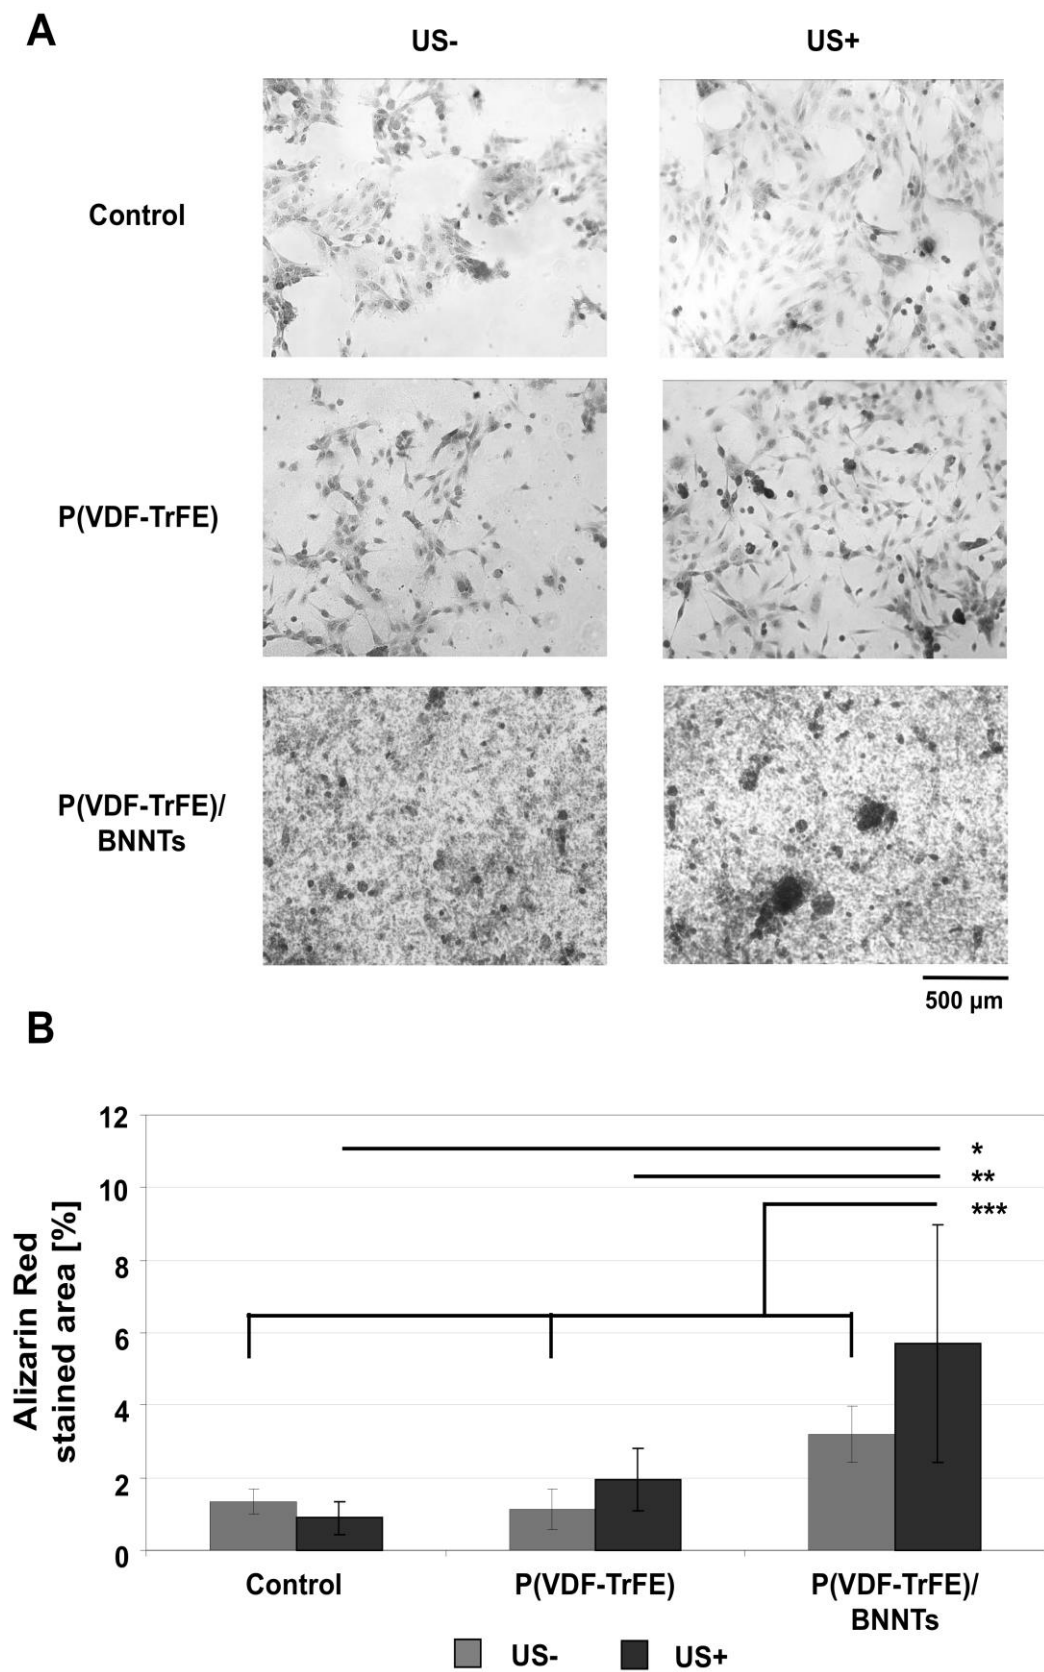 A
US-
US+
Control
P(VDF-TrFE)
P(VDF-TrFE)/
BNNTs
500 µm
B
Alizarin Red
stained area [%]
12
10
8
6
4
2
0
*
**
***
Control
P(VDF-TrFE)
P(VDF-TrFE)/
BNNTs
US-
US+